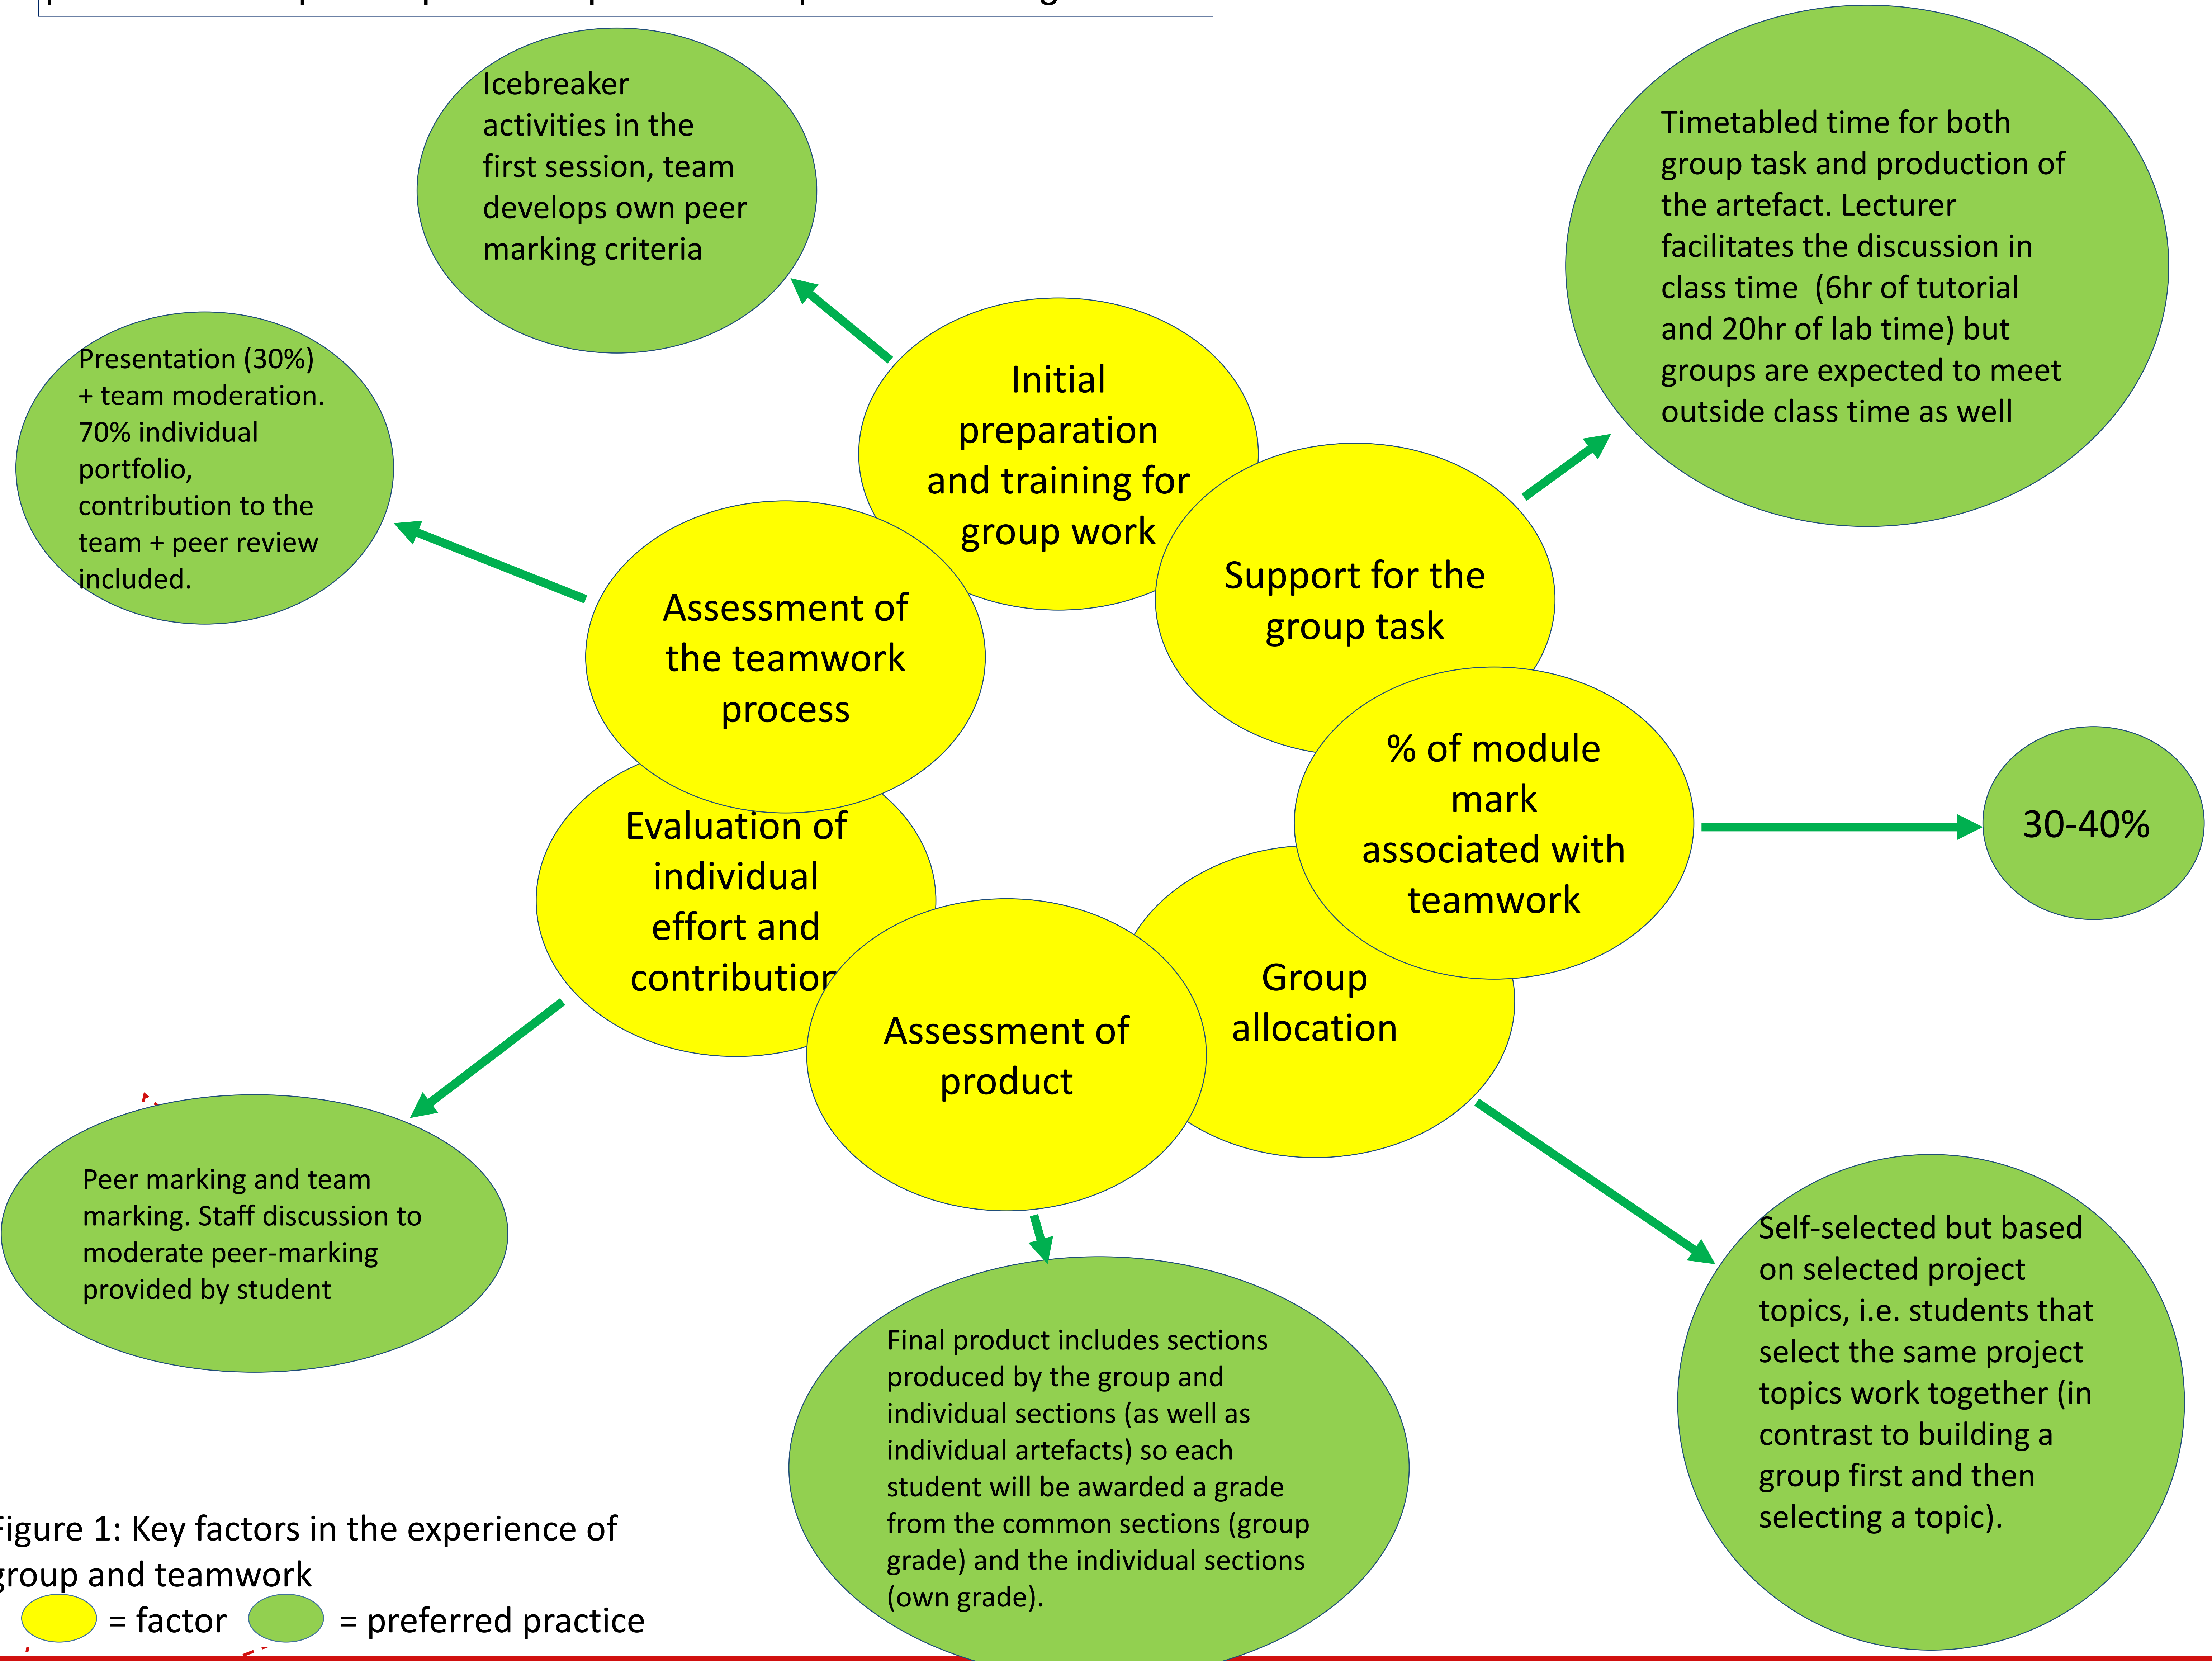 Icebreaker
activities in the
first session, team
develops own peer
marking criteria
Timetabled time for both
group task and production of
the artefact. Lecturer
facilitates the discussion in
class time  (6hr of tutorial
and 20hr of lab time) but
groups are expected to meet
outside class time as well
Presentation (30%)
+ team moderation.
70% individual
portfolio,
contribution to the
team + peer review
included.
Initial
preparation
and training for
group work
Support for the
group task
Assessment of
the teamwork
process
% of module
mark
associated with
teamwork
30-40%
Evaluation of
individual
effort and
contribution
Group
allocation
Assessment of
product
Peer marking and team
marking. Staff discussion to
moderate peer-marking
provided by student
Self-selected but based
on selected project
topics, i.e. students that
select the same project
topics work together (in
contrast to building a
group first and then
selecting a topic).
Final product includes sections
produced by the group and
individual sections (as well as
individual artefacts) so each
student will be awarded a grade
from the common sections (group
grade) and the individual sections
(own grade).
Figure 1: Key factors in the experience of
group and teamwork
= factor
= preferred practice